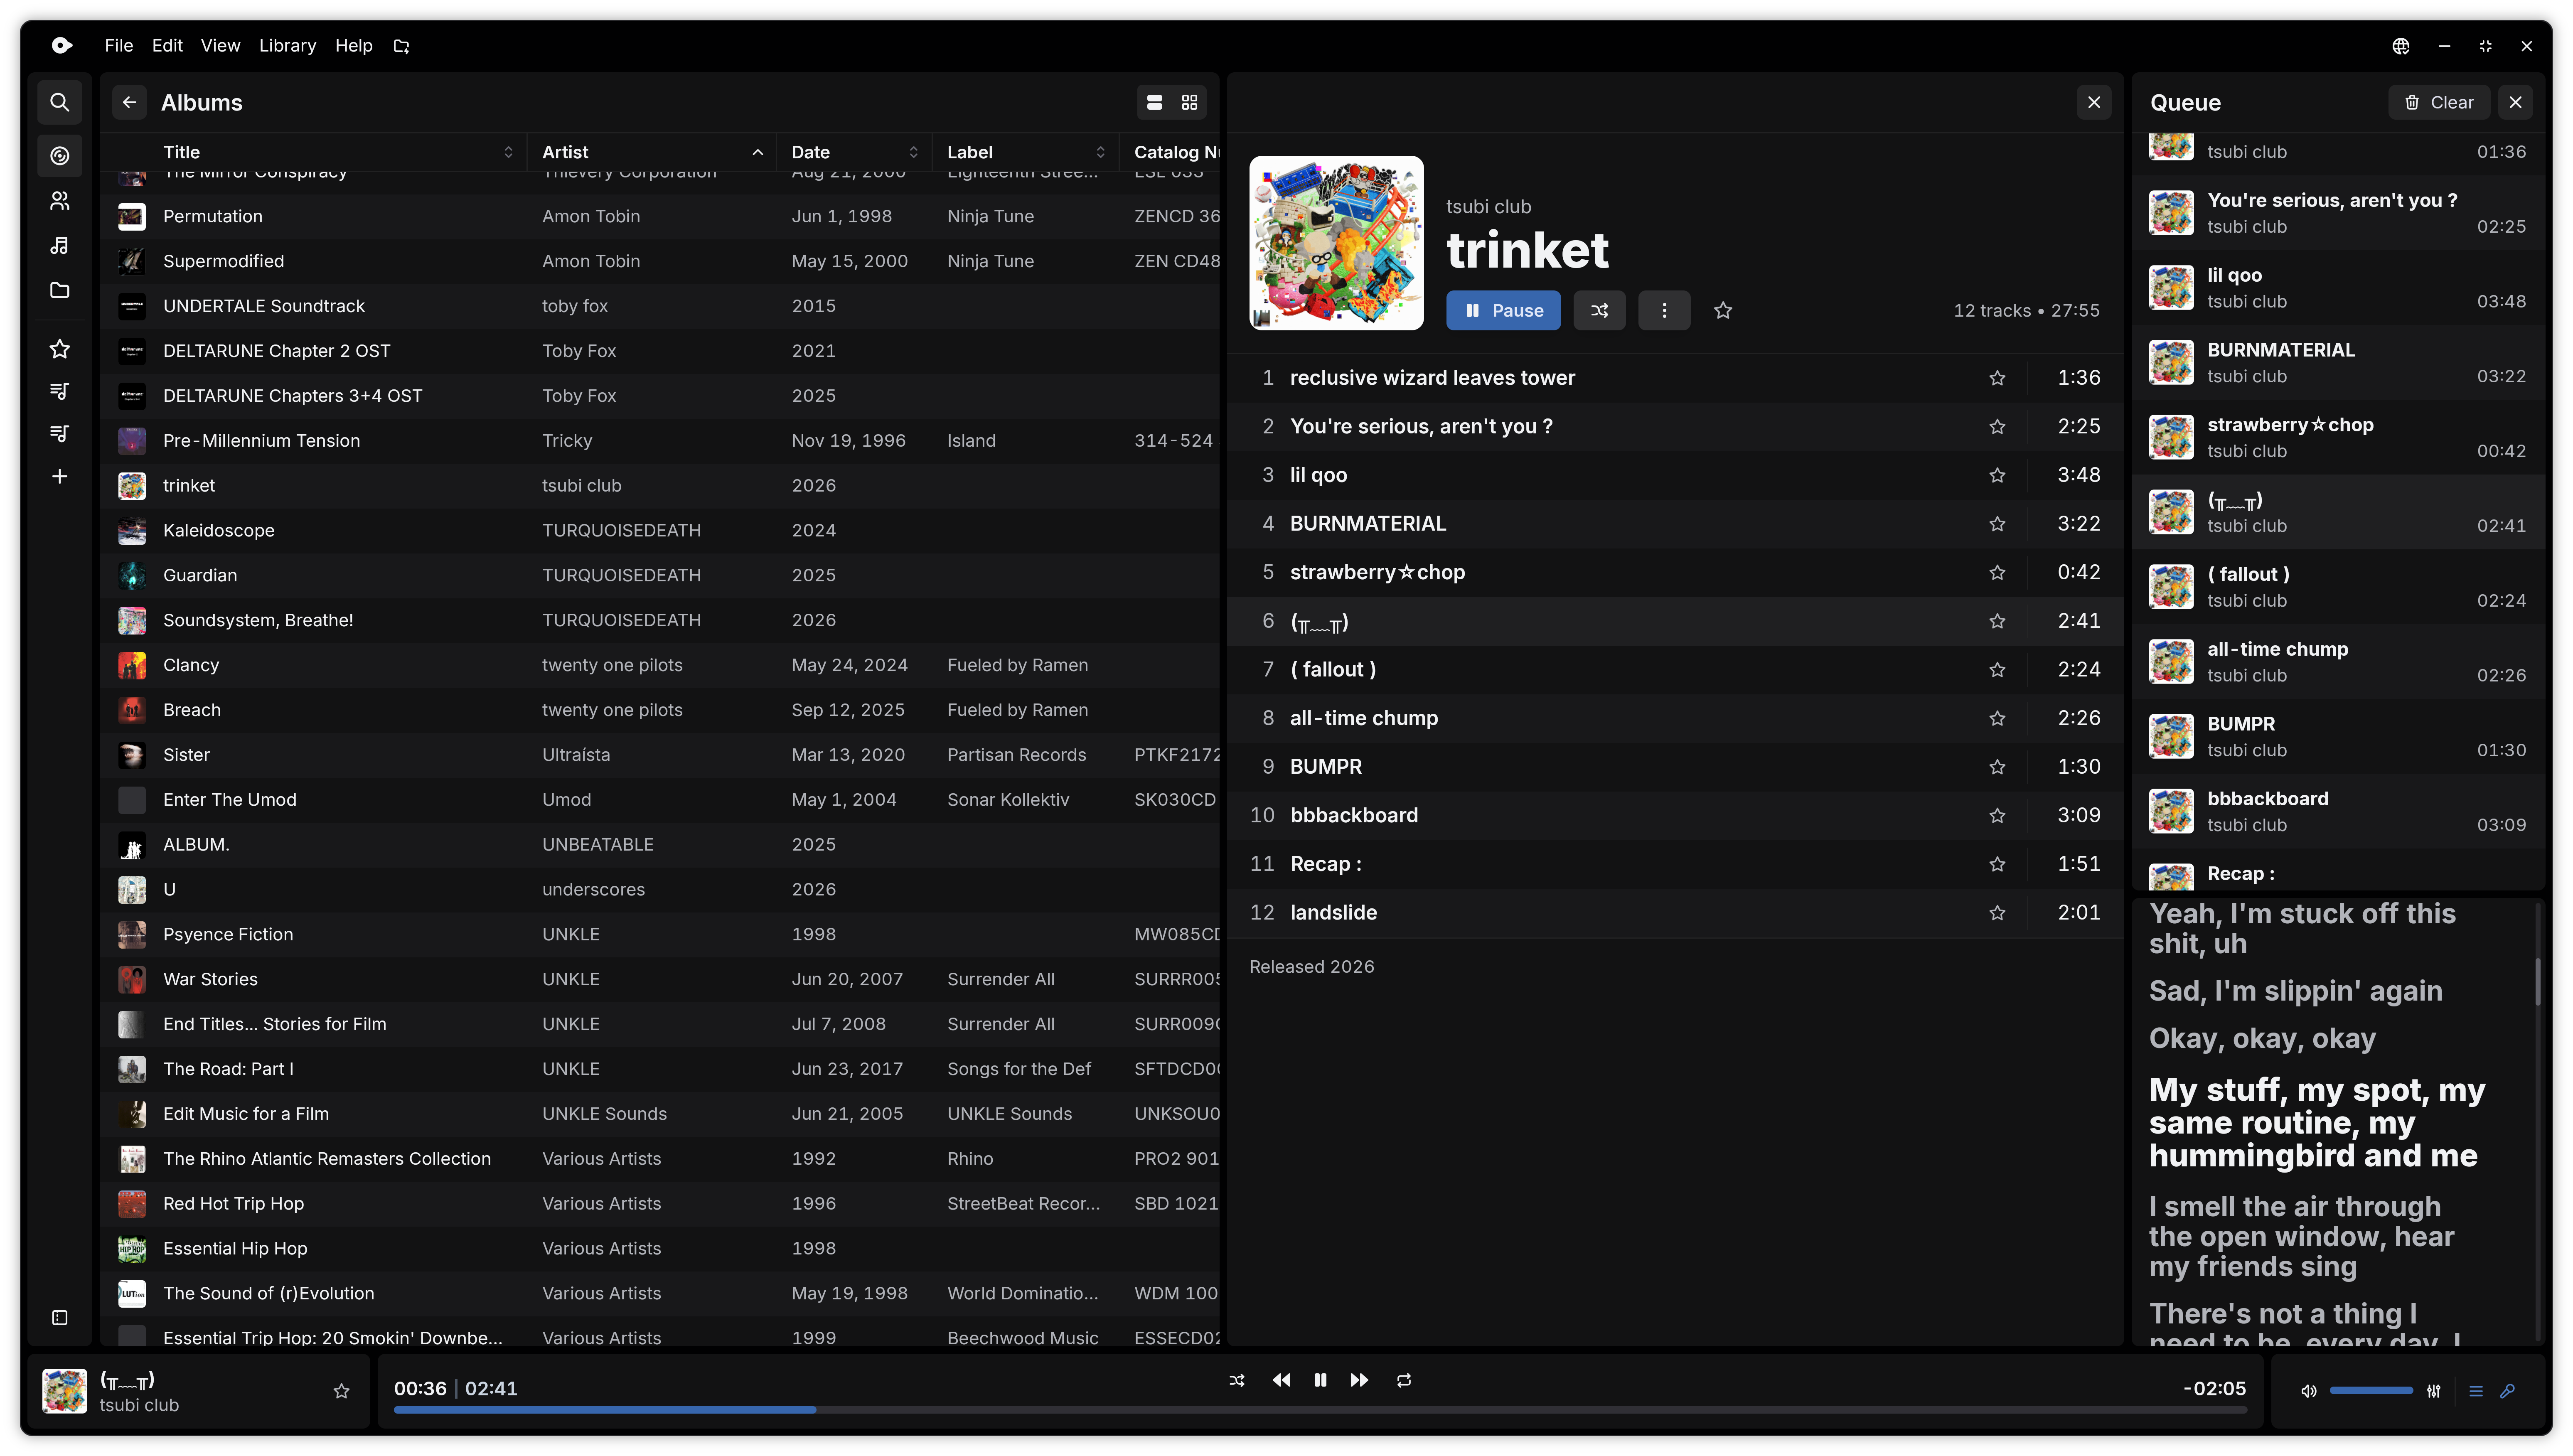 File Edit View Library Help
Albums
Title Artist Date Label Catalog Nu
The Mirror Conspiracy Thievery Corporation Aug 21, 2000 Eighteenth Stree... ESL 033
Permutation Amon Tobin Jun 1, 1998 Ninja Tune ZENCD 36
Supermodified Amon Tobin May 15, 2000 Ninja Tune ZEN CD48
UNDERTALE Soundtrack toby fox 2015
DELTARUNE Chapter 2 OST Toby Fox 2021
DELTARUNE Chapters 3+4 OST Toby Fox 2025
Pre-Millennium Tension Tricky Nov 19, 1996 Island 314-524
trinket tsubi club 2026
Kaleidoscope TURQUOISEDEATH 2024
Guardian TURQUOISEDEATH 2025
Soundsystem, Breathe! TURQUOISEDEATH 2026
Clancy twenty one pilots May 24, 2024 Fueled by Ramen
Breach twenty one pilots Sep 12, 2025 Fueled by Ramen
Sister Ultraísta Mar 13, 2020 Partisan Records PTKF2172
Enter The Umod Umod May 1, 2004 Sonar Kollektiv SK030CD
ALBUM. UNBEATABLE 2025
U underscores 2026
Psyence Fiction UNKLE 1998 MW085CD
War Stories UNKLE Jun 20, 2007 Surrender All SURRR005
End Titles... Stories for Film UNKLE Jul 7, 2008 Surrender All SURR009
The Road: Part I UNKLE Jun 23, 2017 Songs for the Def SFTDCD0
Edit Music for a Film UNKLE Sounds Jun 21, 2005 UNKLE Sounds UNKSOU0
The Rhino Atlantic Remasters Collection Various Artists 1992 Rhino PRO2 901
Red Hot Trip Hop Various Artists 1996 StreetBeat Recor... SBD 1021
Essential Hip Hop Various Artists 1998
The Sound of (r)Evolution Various Artists May 19, 1998 World Dominatio... WDM 100
Essential Trip Hop: 20 Smokin' Downbe... Various Artists 1999 Beechwood Music ESSECD02
tsubi club
trinket
Pause
12 tracks • 27:55
1 reclusive wizard leaves tower 1:36
2 You're serious, aren't you ? 2:25
3 lil qoo 3:48
4 BURNMATERIAL 3:22
5 strawberry☆chop 0:42
6 (╥﹏╥) 2:41
7 ( fallout ) 2:24
8 all-time chump 2:26
9 BUMPR 1:30
10 bbbackboard 3:09
11 Recap : 1:51
12 landslide 2:01
Released 2026
Queue
Clear
tsubi club 01:36
You're serious, aren't you ?
tsubi club 02:25
lil qoo
tsubi club 03:48
BURNMATERIAL
tsubi club 03:22
strawberry☆chop
tsubi club 00:42
(╥﹏╥)
tsubi club 02:41
( fallout )
tsubi club 02:24
all-time chump
tsubi club 02:26
BUMPR
tsubi club 01:30
bbbackboard
tsubi club 03:09
Recap :
Yeah, I'm stuck off this
shit, uh
Sad, I'm slippin' again
Okay, okay, okay
My stuff, my spot, my
same routine, my
hummingbird and me
I smell the air through
the open window, hear
my friends sing
There's not a thing I
need to be, every day, I
(╥﹏╥)
tsubi club
00:36 | 02:41
-02:05